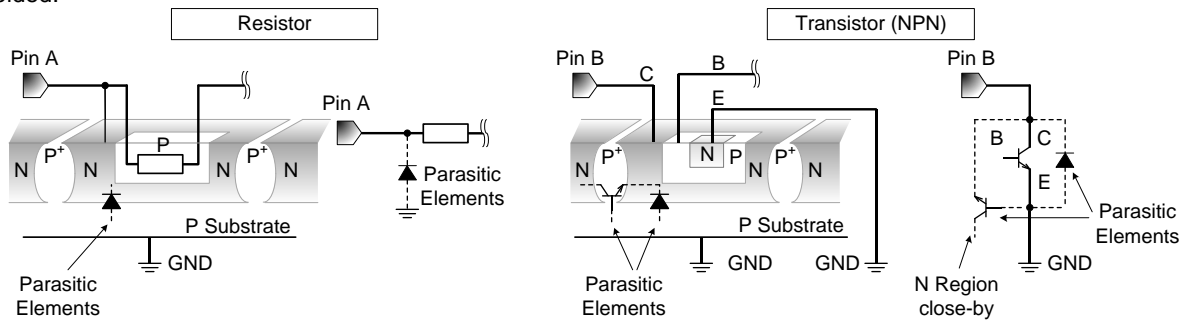 Resistor
Transistor (NPN)
Pin A
Pin A
N
P+
N
P
N
P+
N
Parasitic
Elements
P Substrate
GND
Parasitic
Elements
Pin B
C
B
E
N
P+
N
N
P
N
P+
N
P Substrate
GND
GND
Parasitic
Elements
Pin B
B
C
E
Parasitic
Elements
GND
N Region
close-by